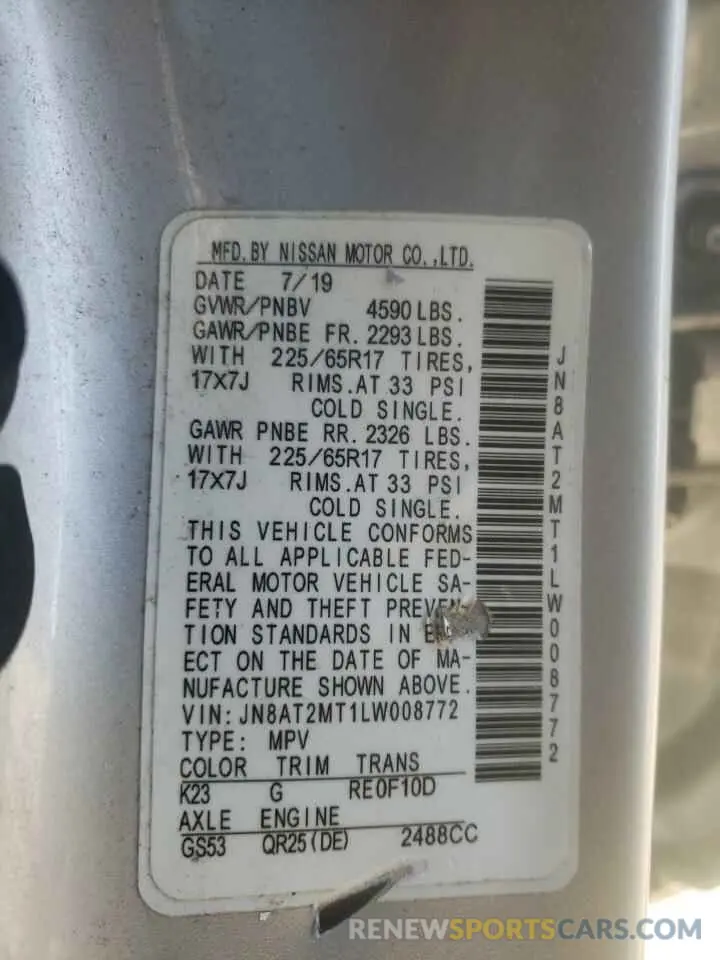 MFD. BY NISSAN MOTOR CO.,LTD.
DATE 7/19
GVWR/PNBV 4590 LBS.
GAWR/PNBE FR. 2293 LBS.
WITH 225/65R17 TIRES,
17X7J RIMS. AT 33 PSI
COLD SINGLE.
GAWR PNBE RR. 2326 LBS.
WITH 225/65R17 TIRES,
17X7J RIMS. AT 33 PSI
COLD SINGLE.
THIS VEHICLE CONFORMS
TO ALL APPLICABLE FED-
ERAL MOTOR VEHICLE SA-
FETY AND THEFT
TION STANDARDS IN
ECT ON THE DATE OF MA-
NUFACTURE SHOWN ABOVE.
VIN: JN8AT2MT1LW008772
TYPE: MPV
COLOR TRIM TRANS
K23 G RE0F10D
AXLE ENGINE
GS53 QR25(DE) 2488CC
JN8AT2MT1LW008772
RENEWSPORTSCARS.COM